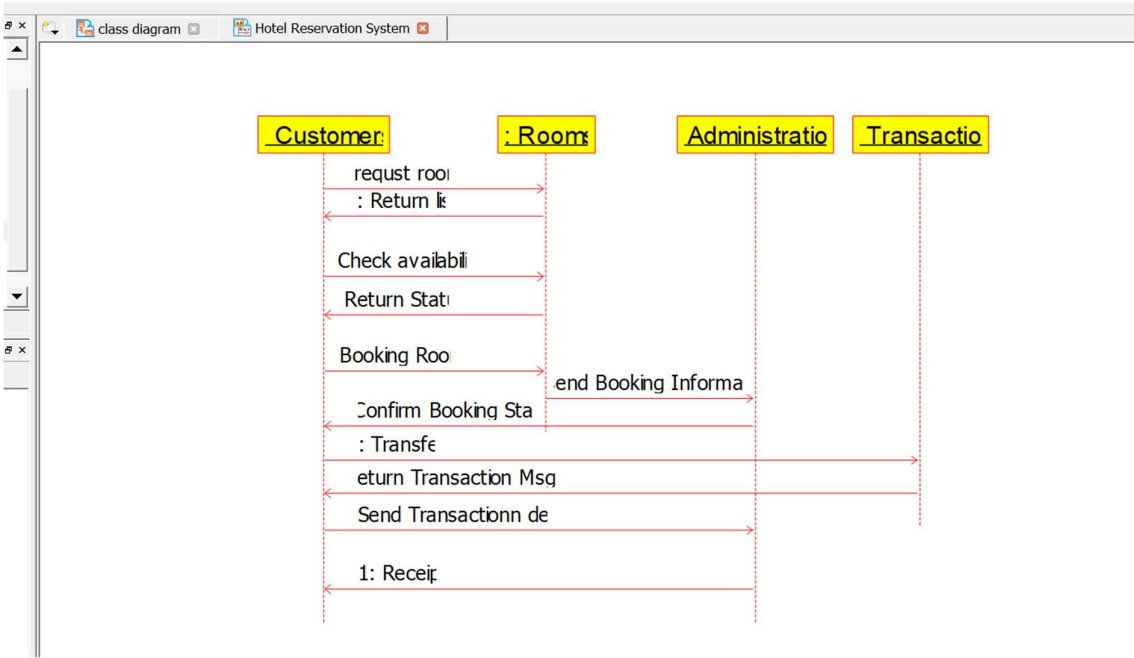 class diagram
Hotel Reservation System
Customers
: Rooms
Administratio
Transactio
requst roo
: Return lis
Check availabili
Return Stat
Booking Roo
end Booking Informa
Confirm Booking Sta
: Transfe
eturn Transaction Msg
Send Transactionn de
1: Receip